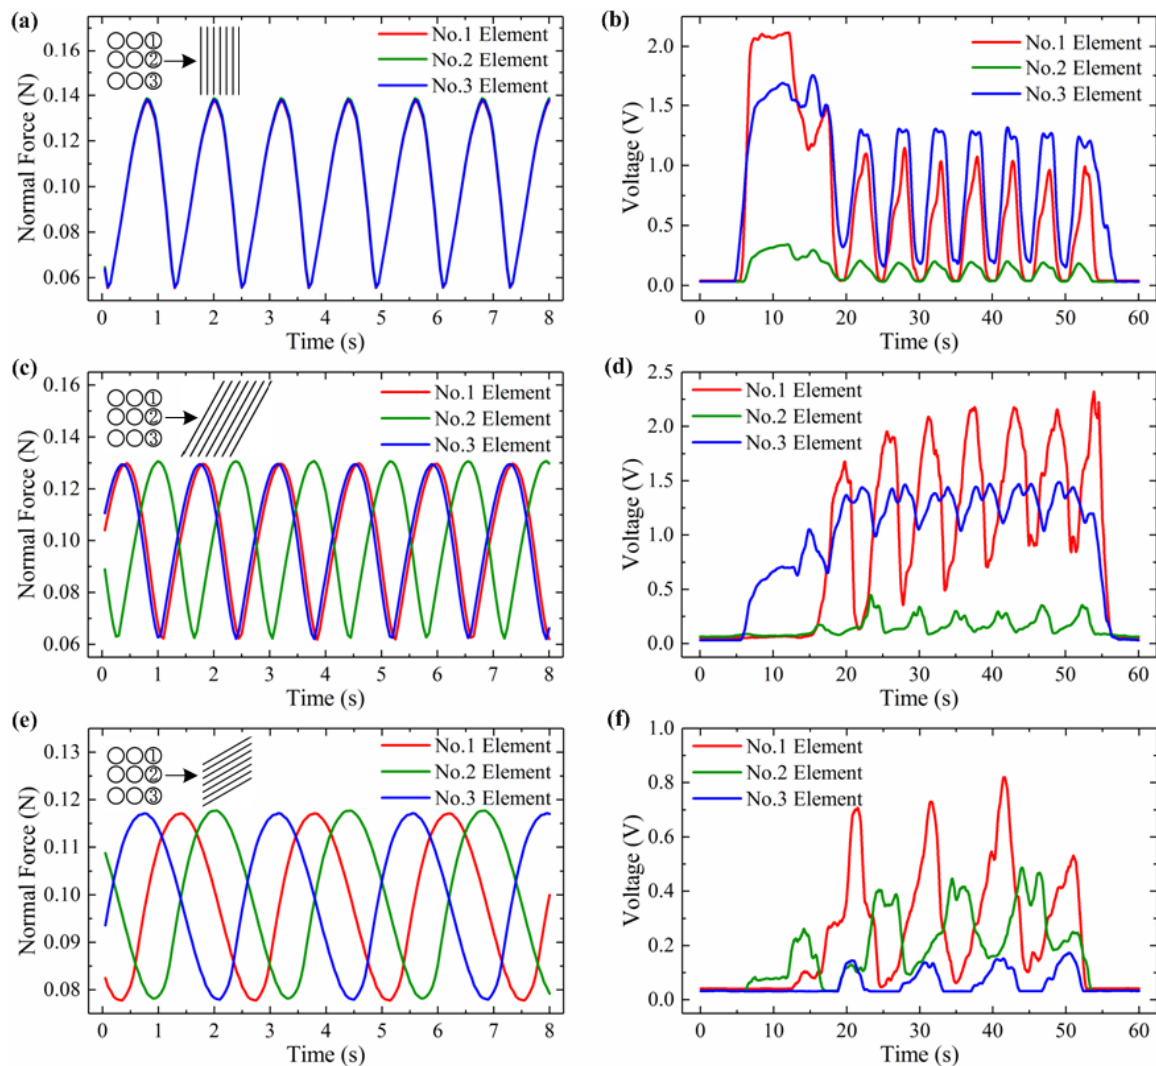 (a)
Normal Force (N)
0.16
0.14
0.12
0.10
0.08
0.06
① ② ③
No.1 Element
No.2 Element
No.3 Element
0 1 2 3 4 5 6 7 8
Time (s)
(b)
Voltage (V)
2.0
1.5
1.0
0.5
0.0
No.1 Element
No.2 Element
No.3 Element
0 10 20 30 40 50 60
Time (s)
(c)
Normal Force (N)
0.16
0.14
0.12
0.10
0.08
0.06
① ② ③
No.1 Element
No.2 Element
No.3 Element
0 1 2 3 4 5 6 7 8
Time (s)
(d)
Voltage (V)
2.5
2.0
1.5
1.0
0.5
0.0
No.1 Element
No.2 Element
No.3 Element
0 10 20 30 40 50 60
Time (s)
(e)
Normal Force (N)
0.13
0.12
0.11
0.10
0.09
0.08
① ② ③
No.1 Element
No.2 Element
No.3 Element
0 1 2 3 4 5 6 7 8
Time (s)
(f)
Voltage (V)
1.0
0.8
0.6
0.4
0.2
0.0
No.1 Element
No.2 Element
No.3 Element
0 10 20 30 40 50 60
Time (s)